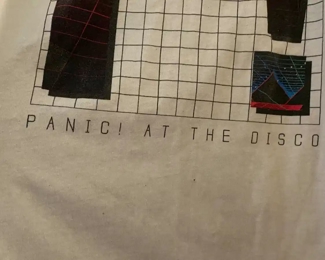 PANIC! AT THE DISCO